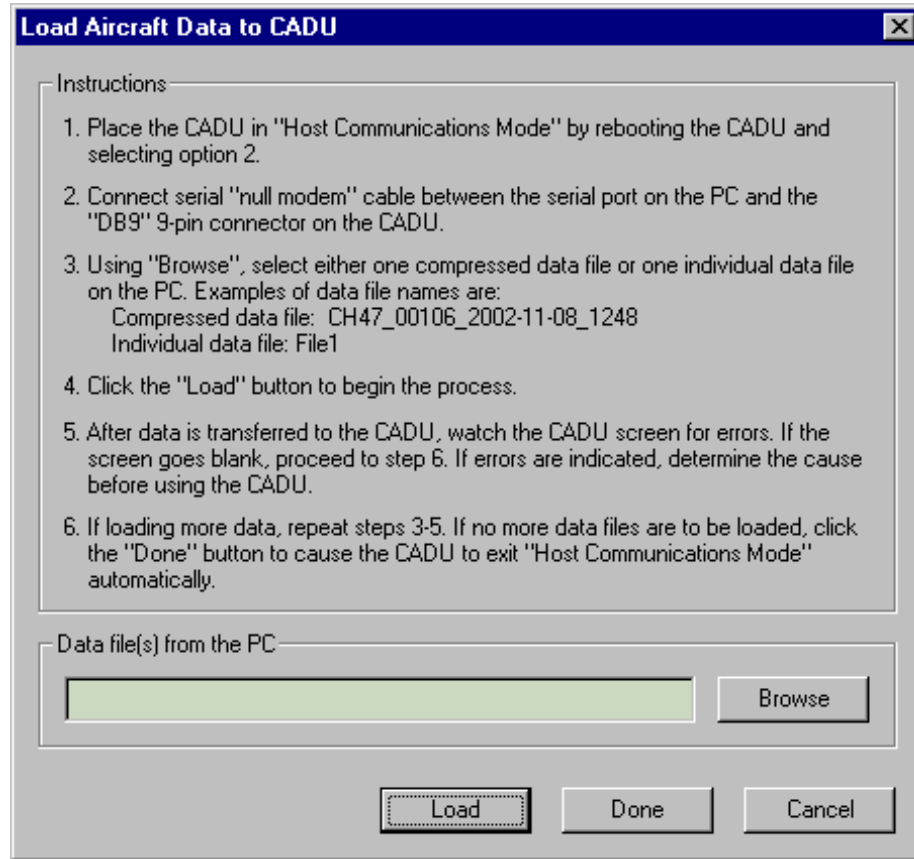 Load Aircraft Data to CADU
Instructions
1. Place the CADU in "Host Communications Mode" by rebooting the CADU and
selecting option 2.
2. Connect serial "null modem" cable between the serial port on the PC and the
"DB9" 9-pin connector on the CADU.
3. Using "Browse", select either one compressed data file or one individual data file
on the PC. Examples of data file names are:
Compressed data file: CH47_00106_2002-11-08_1248
Individual data file: File1
4. Click the "Load" button to begin the process.
5. After data is transferred to the CADU, watch the CADU screen for errors. If the
screen goes blank, proceed to step 6. If errors are indicated, determine the cause
before using the CADU.
6. If loading more data, repeat steps 3-5. If no more data files are to be loaded, click
the "Done" button to cause the CADU to exit "Host Communications Mode"
automatically.
Data file(s) from the PC
Browse
Load Done Cancel